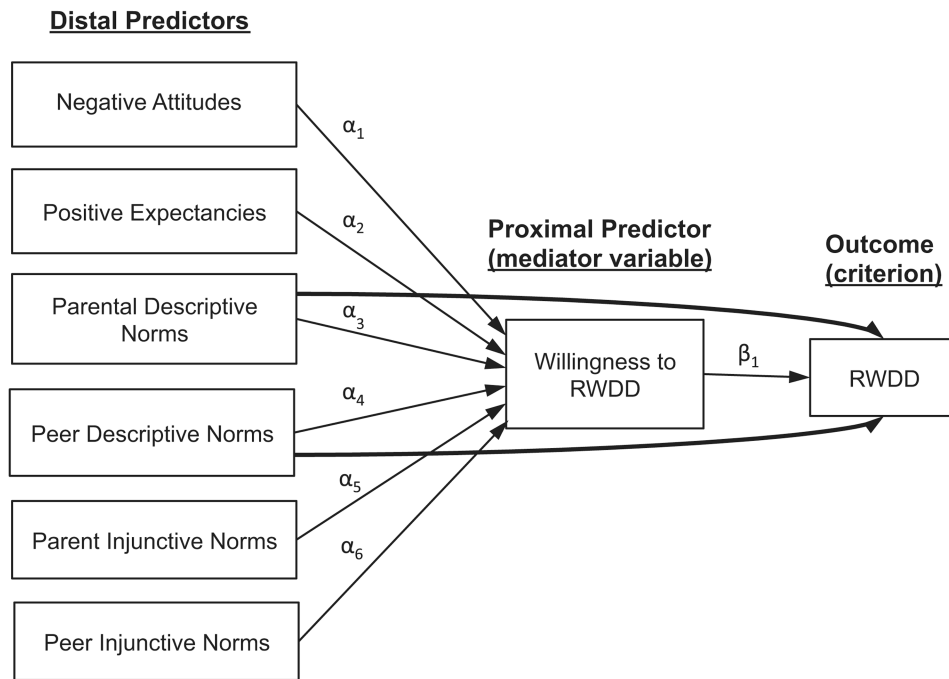 Distal Predictors
Negative Attitudes
α1
Positive Expectancies
α2
Proximal Predictor
(mediator variable)
Outcome
(criterion)
Parental Descriptive
Norms
α3
Willingness to
RWDD
β1
RWDD
Peer Descriptive Norms
α4
Parent Injunctive Norms
α5
Peer Injunctive Norms
α6